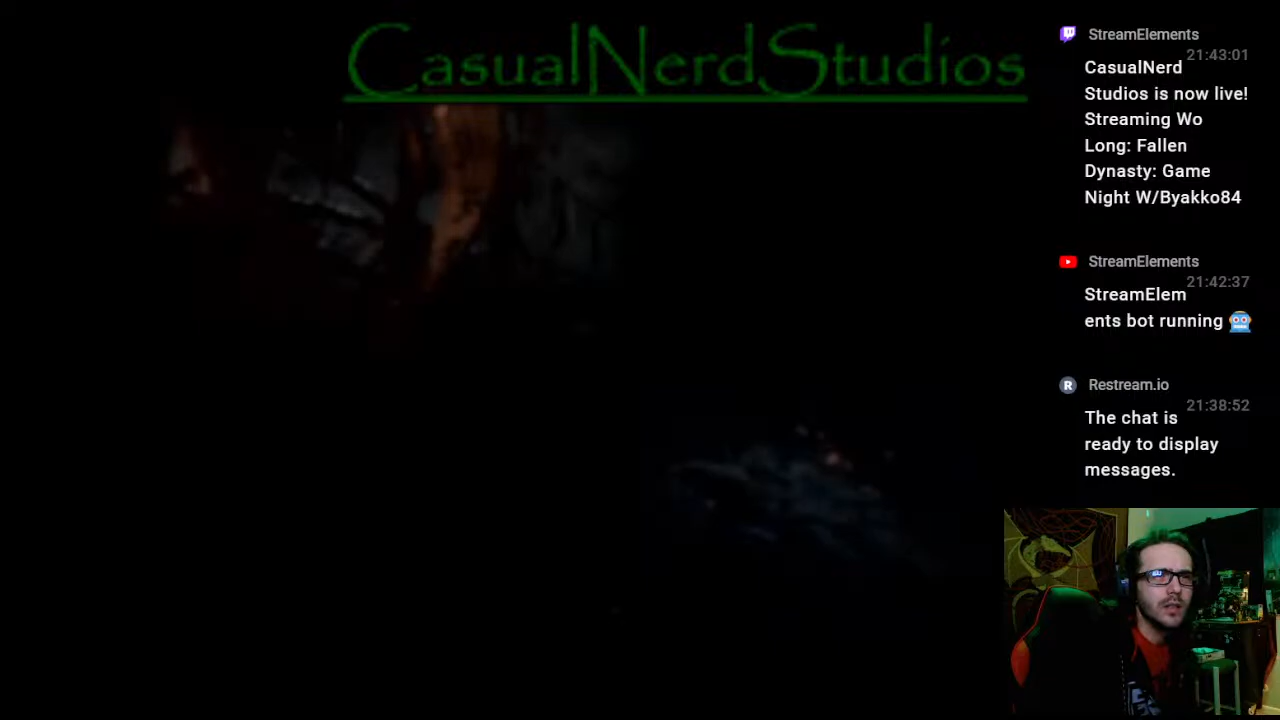 CasualNerdStudios
StreamElements
21:43:01
CasualNerd
Studios is now live!
Streaming Wo
Long: Fallen
Dynasty: Game
Night W/Byakko84
StreamElements
21:42:37
StreamElem
ents bot running 🤖
R Restream.io
21:38:52
The chat is
ready to display
messages.